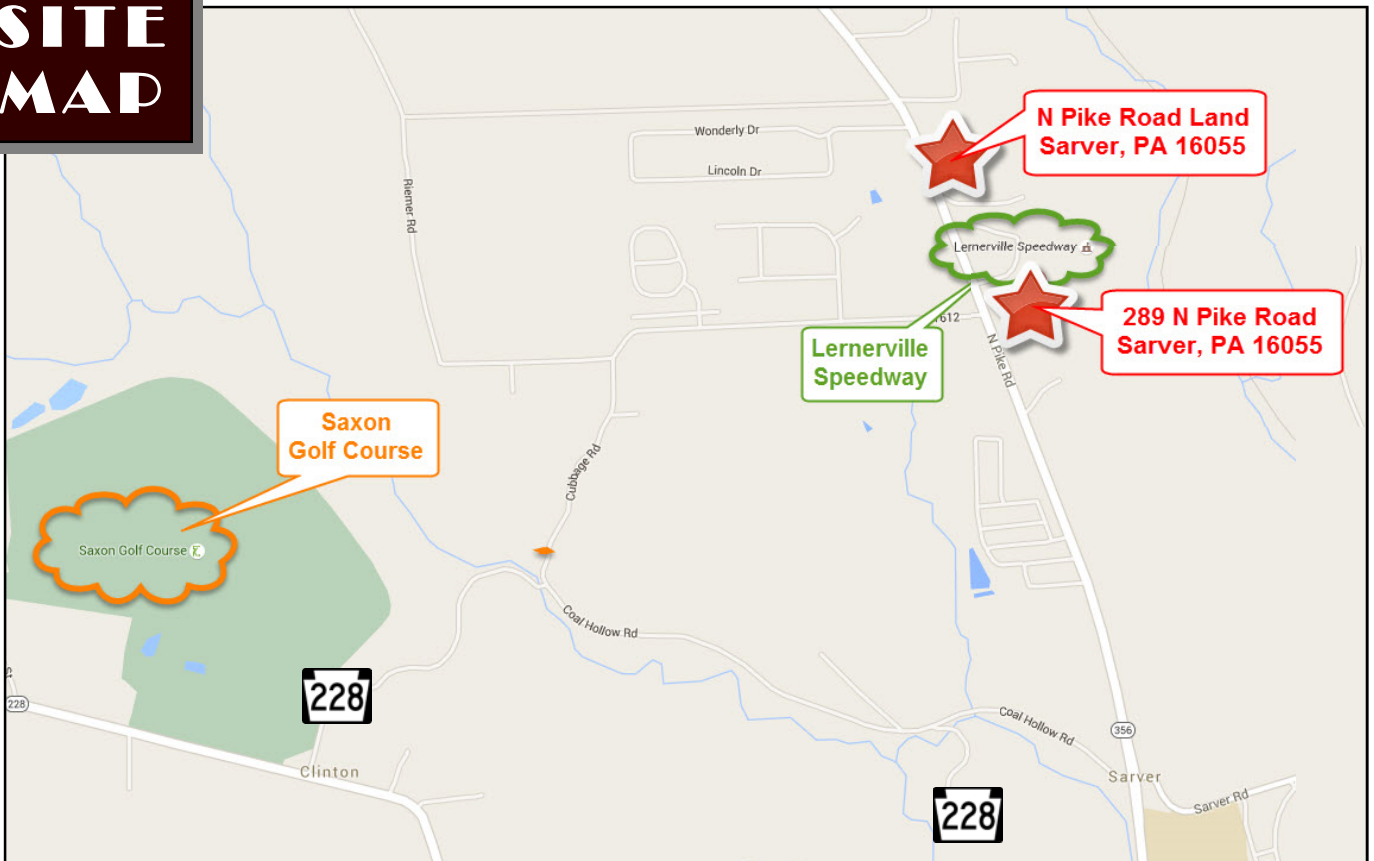 SITE
MAP
N Pike Road Land
Sarver, PA 16055
Wonderly Dr
Lincoln Dr
Riemer Rd
Lernerville Speedway
289 N Pike Road
Sarver, PA 16055
1612
N Pike Rd
Lernerville
Speedway
Saxon
Golf Course
Cubbage Rd
Saxon Golf Course
Coal Hollow Rd
228
228
Coal Hollow Rd
356
Clinton
Sarver
Sarver Rd
228